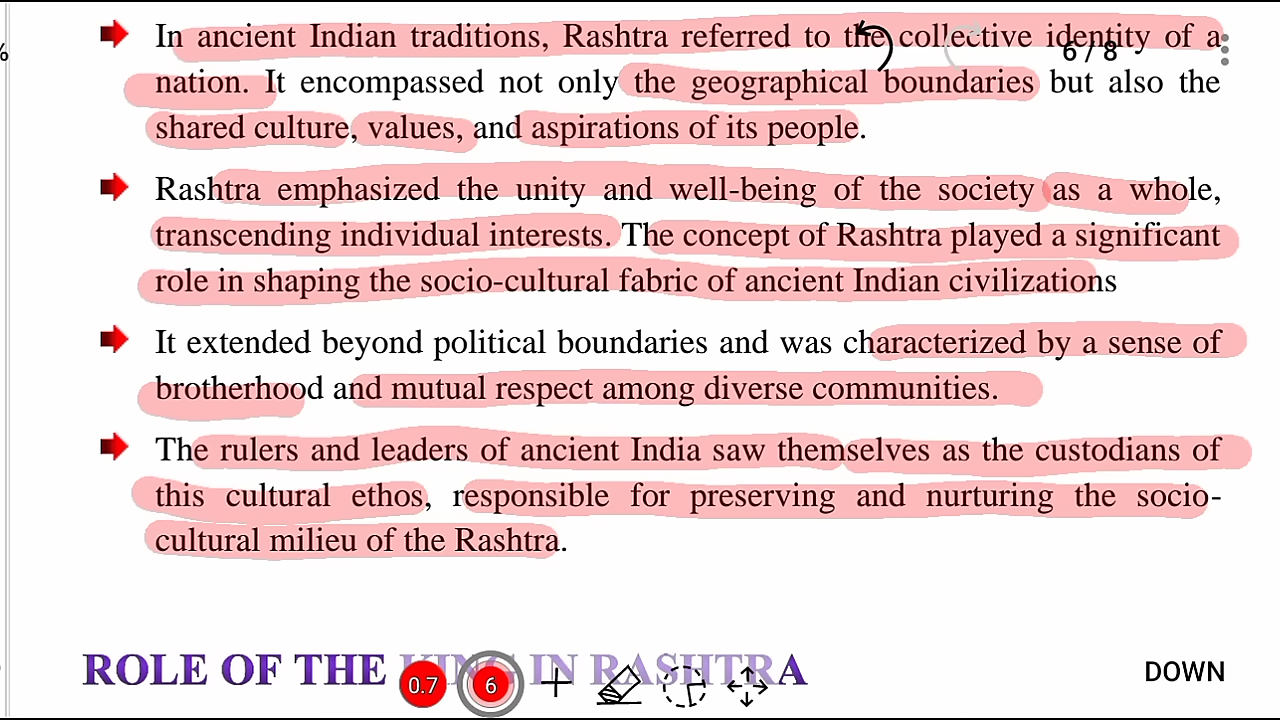 In ancient Indian traditions, Rashtra referred to the collective identity of a
6 / 8
%
nation. It encompassed not only the geographical boundaries but also the
shared culture, values, and aspirations of its people.
Rashtra emphasized the unity and well-being of the society as a whole,
transcending individual interests. The concept of Rashtra played a significant
role in shaping the socio-cultural fabric of ancient Indian civilizations
It extended beyond political boundaries and was characterized by a sense of
brotherhood and mutual respect among diverse communities.
The rulers and leaders of ancient India saw themselves as the custodians of
this cultural ethos, responsible for preserving and nurturing the socio-
cultural milieu of the Rashtra.
ROLE OF THE KING IN RASHTRA
0.7
6
DOWN